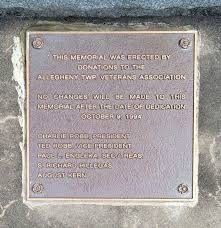 THIS MEMORIAL WAS ERECTED BY
DONATIONS TO THE
ALLEGHENY TWP. VETERANS ASSOCIATION
NO CHANGES WILL BE MADE TO THIS
MEMORIAL AFTER THE DATE OF DEDICATION
OCTOBER 9, 1994
CHARLIE ROBB, PRESIDENT
TED ROBB, VICE PRESIDENT
PAUL F. SEC/TREAS
S. RICHARD HILLEGAS
AUGUST KERN